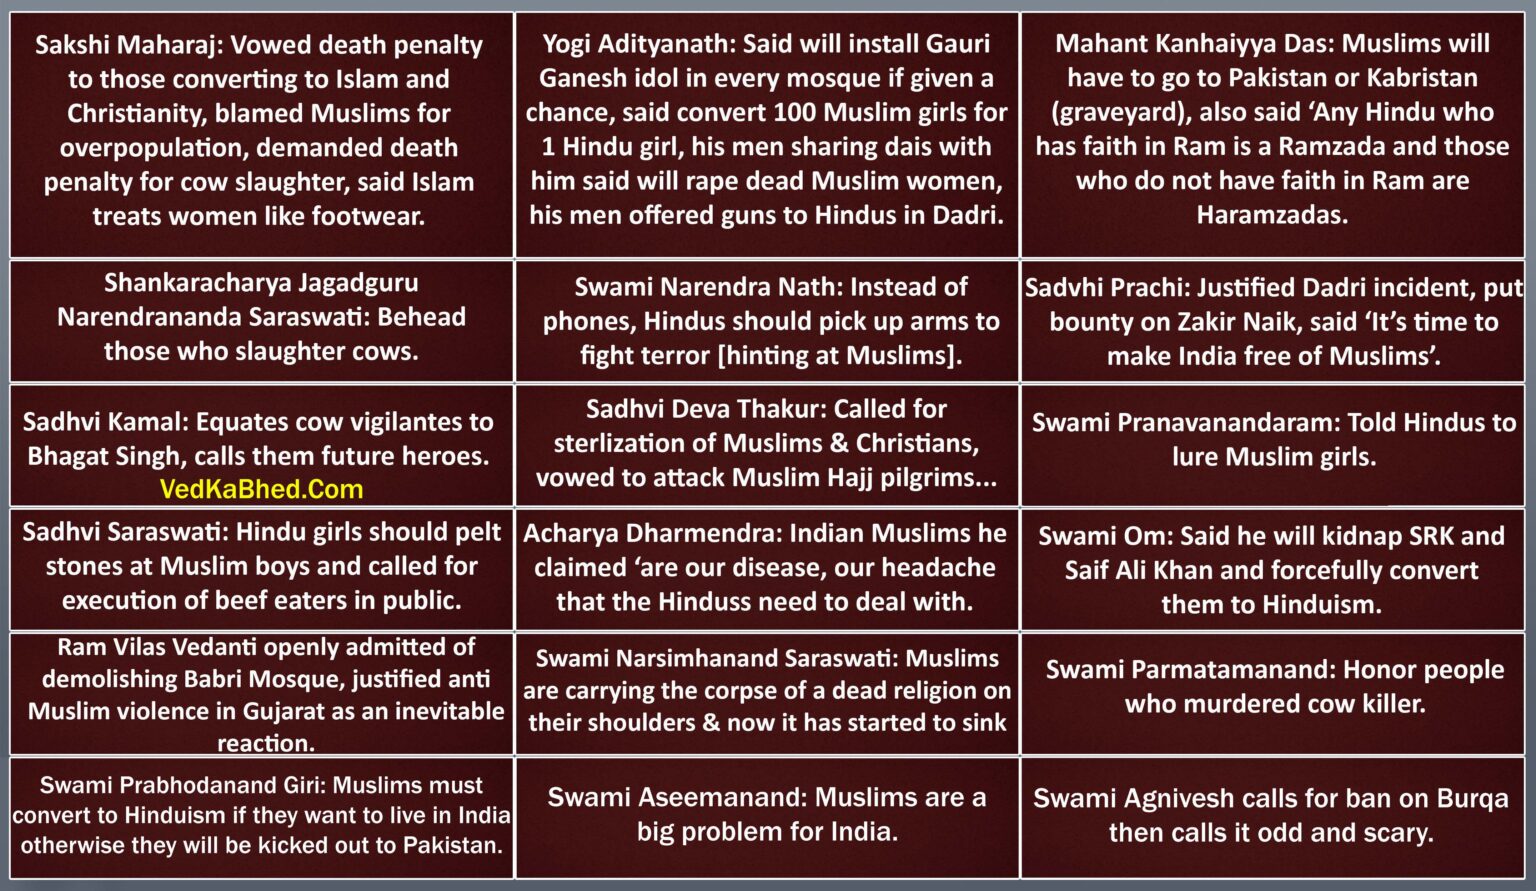 Sakshi Maharaj: Vowed death penalty
to those converting to Islam and
Christianity, blamed Muslims for
overpopulation, demanded death
penalty for cow slaughter, said Islam
treats women like footwear.
Yogi Adityanath: Said will install Gauri
Ganesh idol in every mosque if given a
chance, said convert 100 Muslim girls for
1 Hindu girl, his men sharing dais with
him said will rape dead Muslim women,
his men offered guns to Hindus in Dadri.
Mahant Kanhaiyya Das: Muslims will
have to go to Pakistan or Kabristan
(graveyard), also said ‘Any Hindu who
has faith in Ram is a Ramzada and those
who do not have faith in Ram are
Haramzadas.
Shankaracharya Jagadguru
Narendrananda Saraswati: Behead
those who slaughter cows.
Swami Narendra Nath: Instead of
phones, Hindus should pick up arms to
fight terror [hinting at Muslims].
Sadvhi Prachi: Justified Dadri incident, put
bounty on Zakir Naik, said ‘It’s time to
make India free of Muslims’.
Sadhvi Kamal: Equates cow vigilantes to
Bhagat Singh, calls them future heroes.
VedKaBhed.Com
Sadhvi Deva Thakur: Called for
sterlization of Muslims & Christians,
vowed to attack Muslim Hajj pilgrims...
Swami Pranavanandaram: Told Hindus to
lure Muslim girls.
Sadhvi Saraswati: Hindu girls should pelt
stones at Muslim boys and called for
execution of beef eaters in public.
Acharya Dharmendra: Indian Muslims he
claimed ‘are our disease, our headache
that the Hinduss need to deal with.
Swami Om: Said he will kidnap SRK and
Saif Ali Khan and forcefully convert
them to Hinduism.
Ram Vilas Vedanti openly admitted of
demolishing Babri Mosque, justified anti
Muslim violence in Gujarat as an inevitable
reaction.
Swami Narsimhanand Saraswati: Muslims
are carrying the corpse of a dead religion on
their shoulders & now it has started to sink
Swami Parmatamanand: Honor people
who murdered cow killer.
Swami Prabhodanand Giri: Muslims must
convert to Hinduism if they want to live in India
otherwise they will be kicked out to Pakistan.
Swami Aseemanand: Muslims are a
big problem for India.
Swami Agnivesh calls for ban on Burqa
then calls it odd and scary.